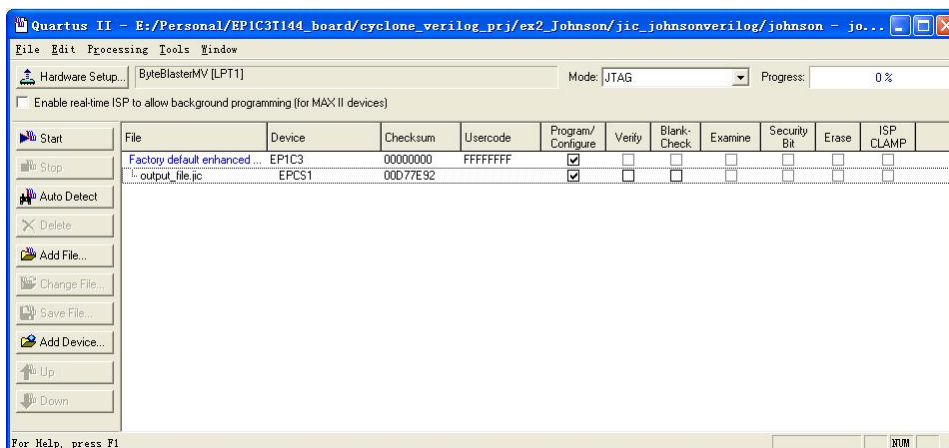 Quartus II - E:/Personal/EP1C3T144_board/cyclone_verilog_prj/ex2_Johnson/jic_johnsonverilog/johnson - jo...
File Edit Processing Tools Window
Hardware Setup... ByteBlasterMV [LPT1] Mode: JTAG Progress: 0 %
Enable real-time ISP to allow background programming (for MAX II devices)
Start
Stop
Auto Detect
Delete
Add File...
Change File...
Save File...
Add Device...
Up
Down
File Device Checksum Usercode Program/ Configure Verify Blank- Check Examine Security Bit Erase ISP CLAMP
Factory default enhanced ... EP1C3 00000000 FFFFFFFF
output_file.jic EPCS1 00D77E92
For Help, press F1 NUM